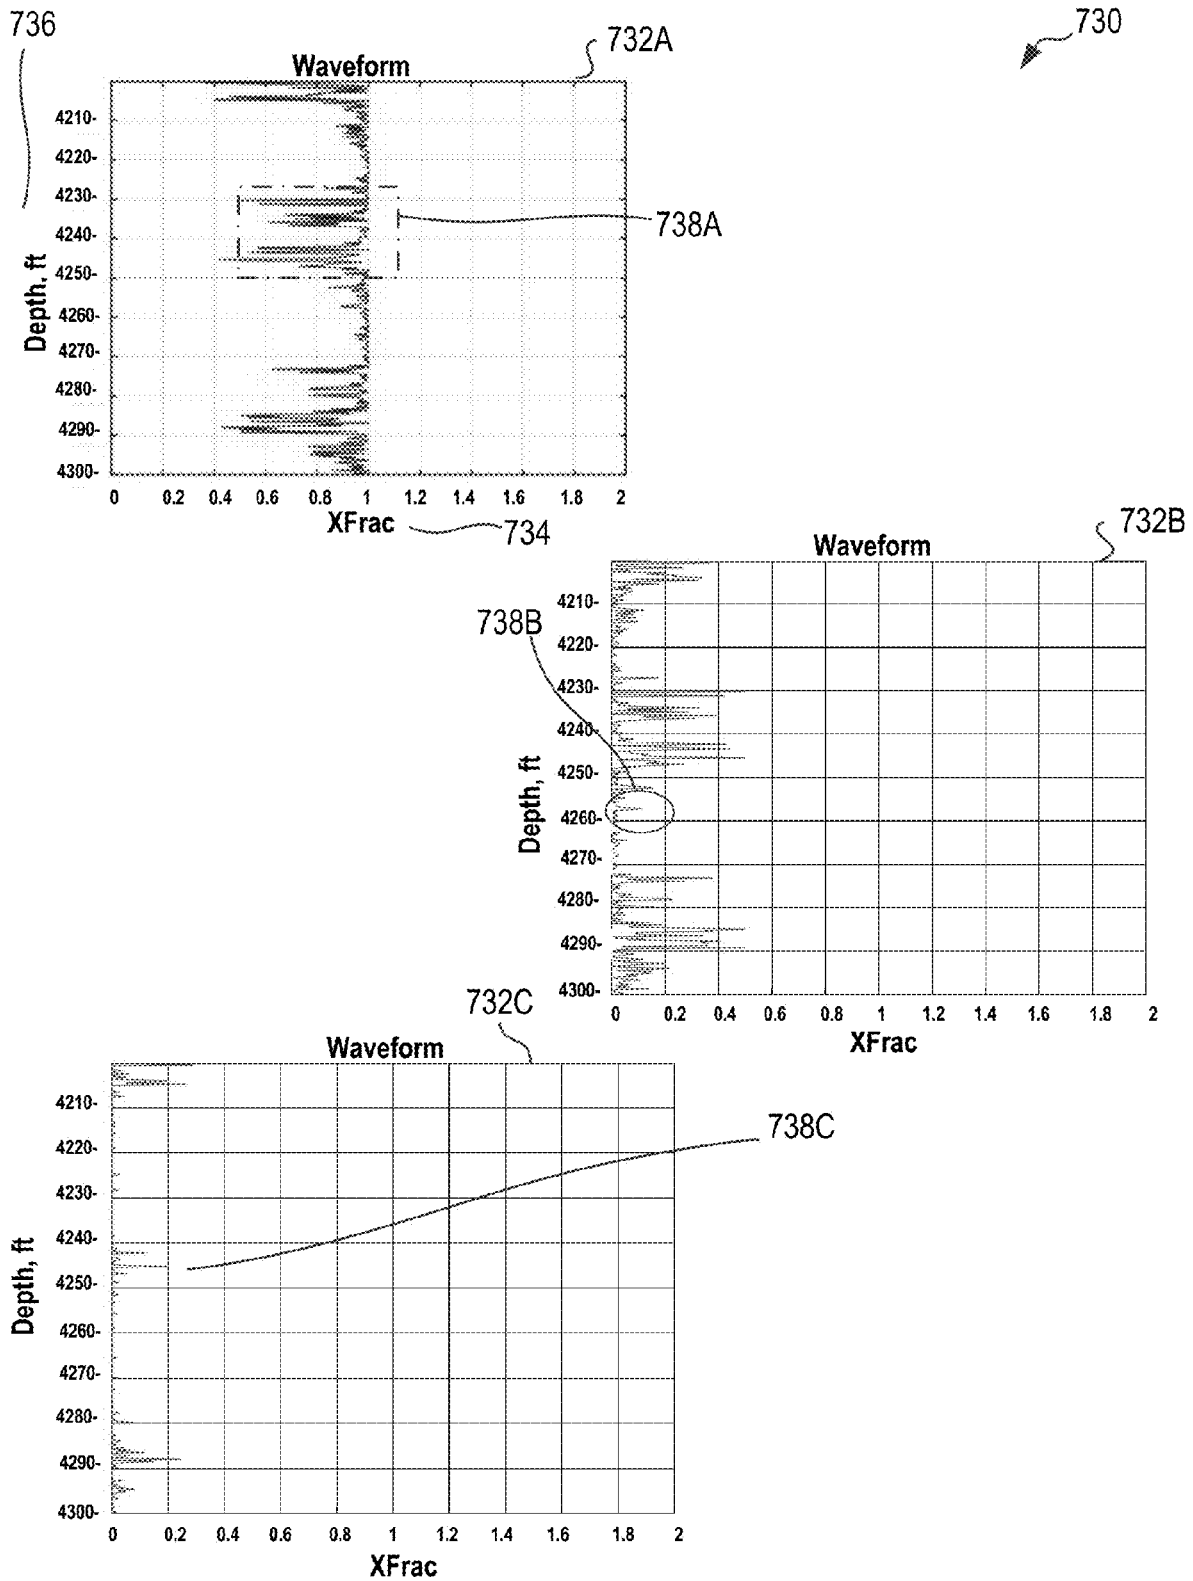 736
730
732A
Waveform
4210-
4220-
4230-
4240-
4250-
4260-
4270-
4280-
4290-
4300-
Depth, ft
738A
0 0.2 0.4 0.6 0.8 1 1.2 1.4 1.6 1.8 2
XFrac
734
732B
Waveform
738B
4210-
4220-
4230-
4240-
4250-
4260-
4270-
4280-
4290-
4300-
Depth, ft
0 0.2 0.4 0.6 0.8 1 1.2 1.4 1.6 1.8 2
XFrac
732C
Waveform
738C
4210-
4220-
4230-
4240-
4250-
4260-
4270-
4280-
4290-
4300-
Depth, ft
0 0.2 0.4 0.6 0.8 1 1.2 1.4 1.6 1.8 2
XFrac